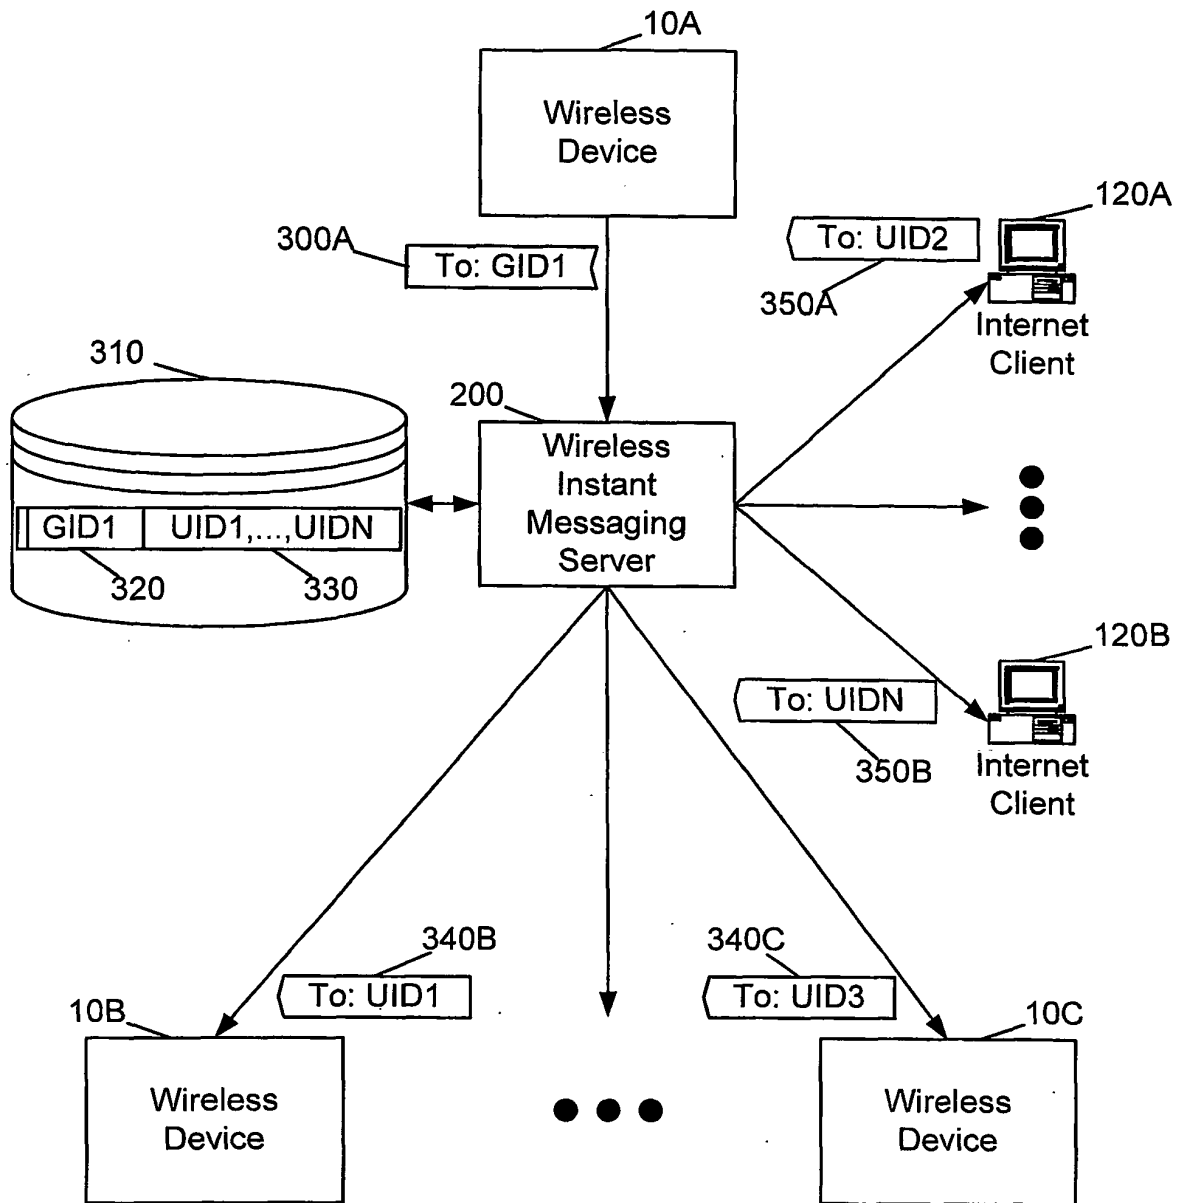 10A
Wireless
Device
120A
300A
To: GID1
To: UID2
350A
Internet
Client
310
200
Wireless
Instant
Messaging
Server
GID1
UID1,...,UIDN
320
330
120B
To: UIDN
350B
Internet
Client
340B
340C
To: UID1
To: UID3
10B
10C
Wireless
Device
Wireless
Device